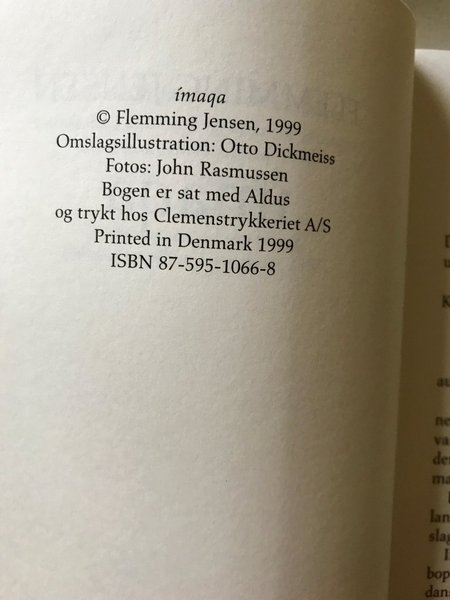 ímaqa
© Flemming Jensen, 1999
Omslagsillustration: Otto Dickmeiss
Fotos: John Rasmussen
Bogen er sat med Aldus
og trykt hos Clemenstrykkeriet A/S
Printed in Denmark 1999
ISBN 87-595-1066-8